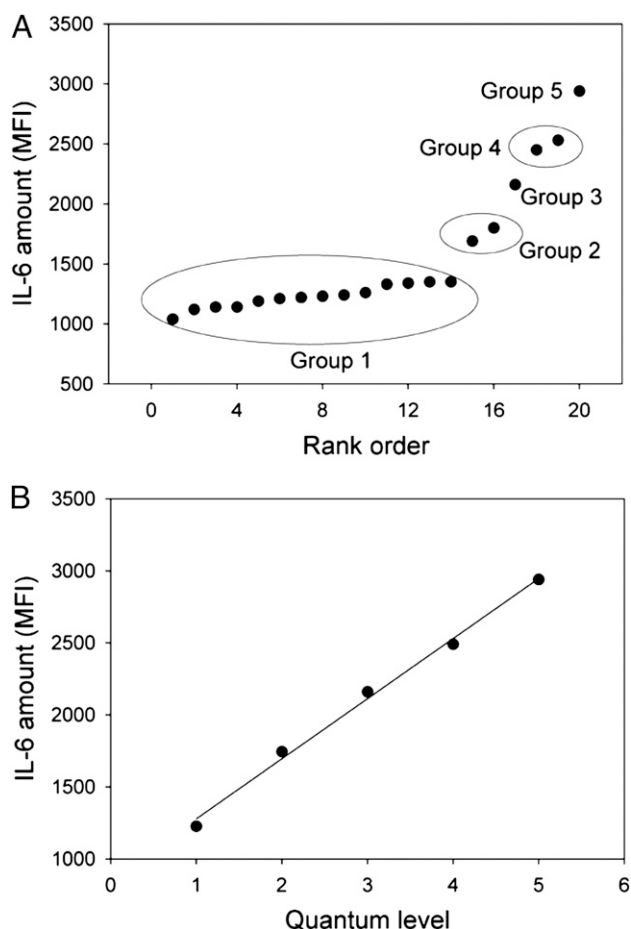 A
IL-6 amount (MFI)
3500
3000
2500
2000
1500
1000
500
Group 5
Group 4
Group 3
Group 2
Group 1
0 4 8 12 16 20
Rank order
B
IL-6 amount (MFI)
3500
3000
2500
2000
1500
1000
0 1 2 3 4 5 6
Quantum level